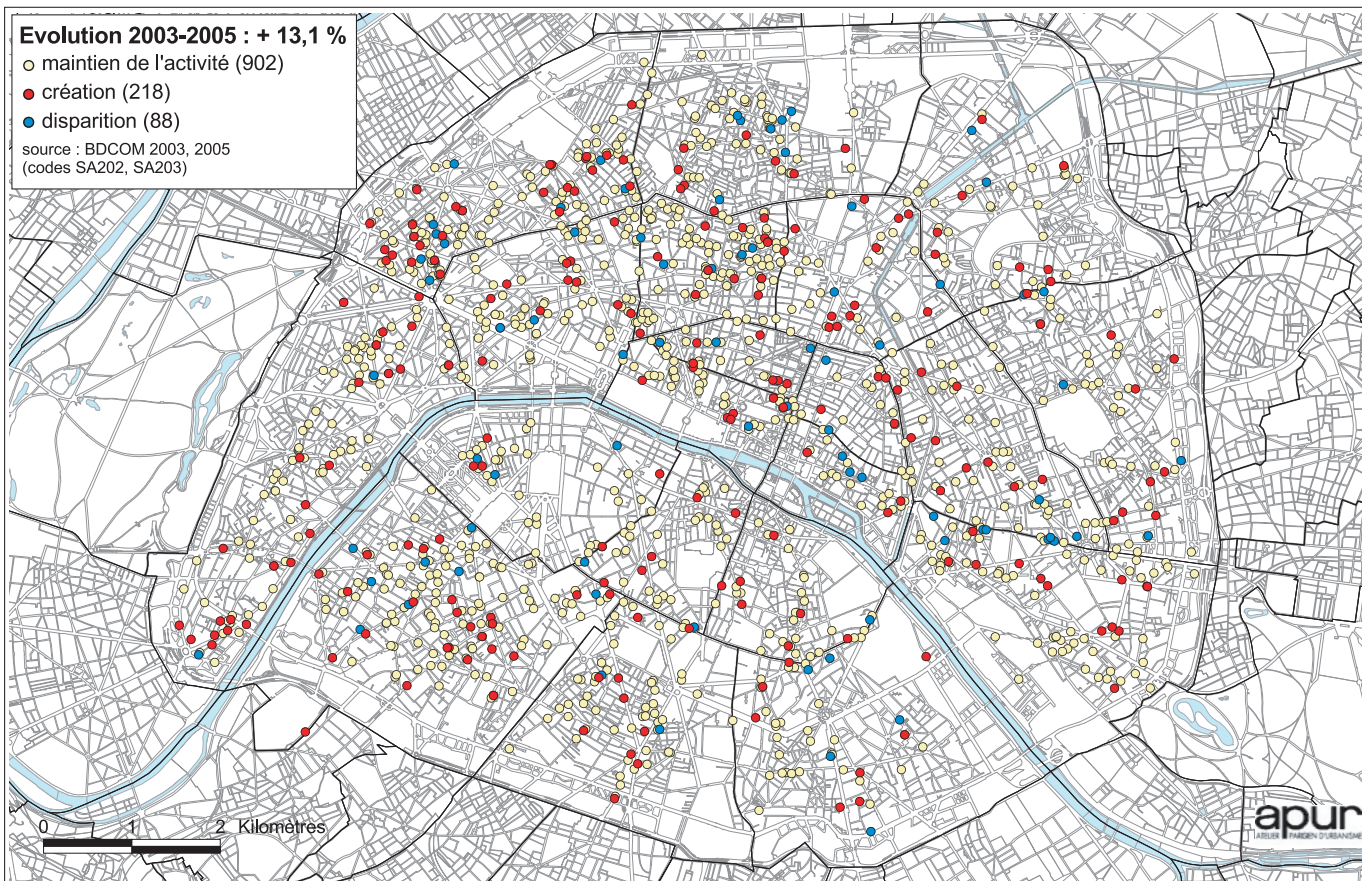 Evolution 2003-2005 : + 13,1 %
maintien de l'activité (902)
création (218)
disparition (88)
source : BDCOM 2003, 2005
(codes SA202, SA203)
0 1 2 Kilomètres
apur
ATELIER PARISIEN D'URBANISME